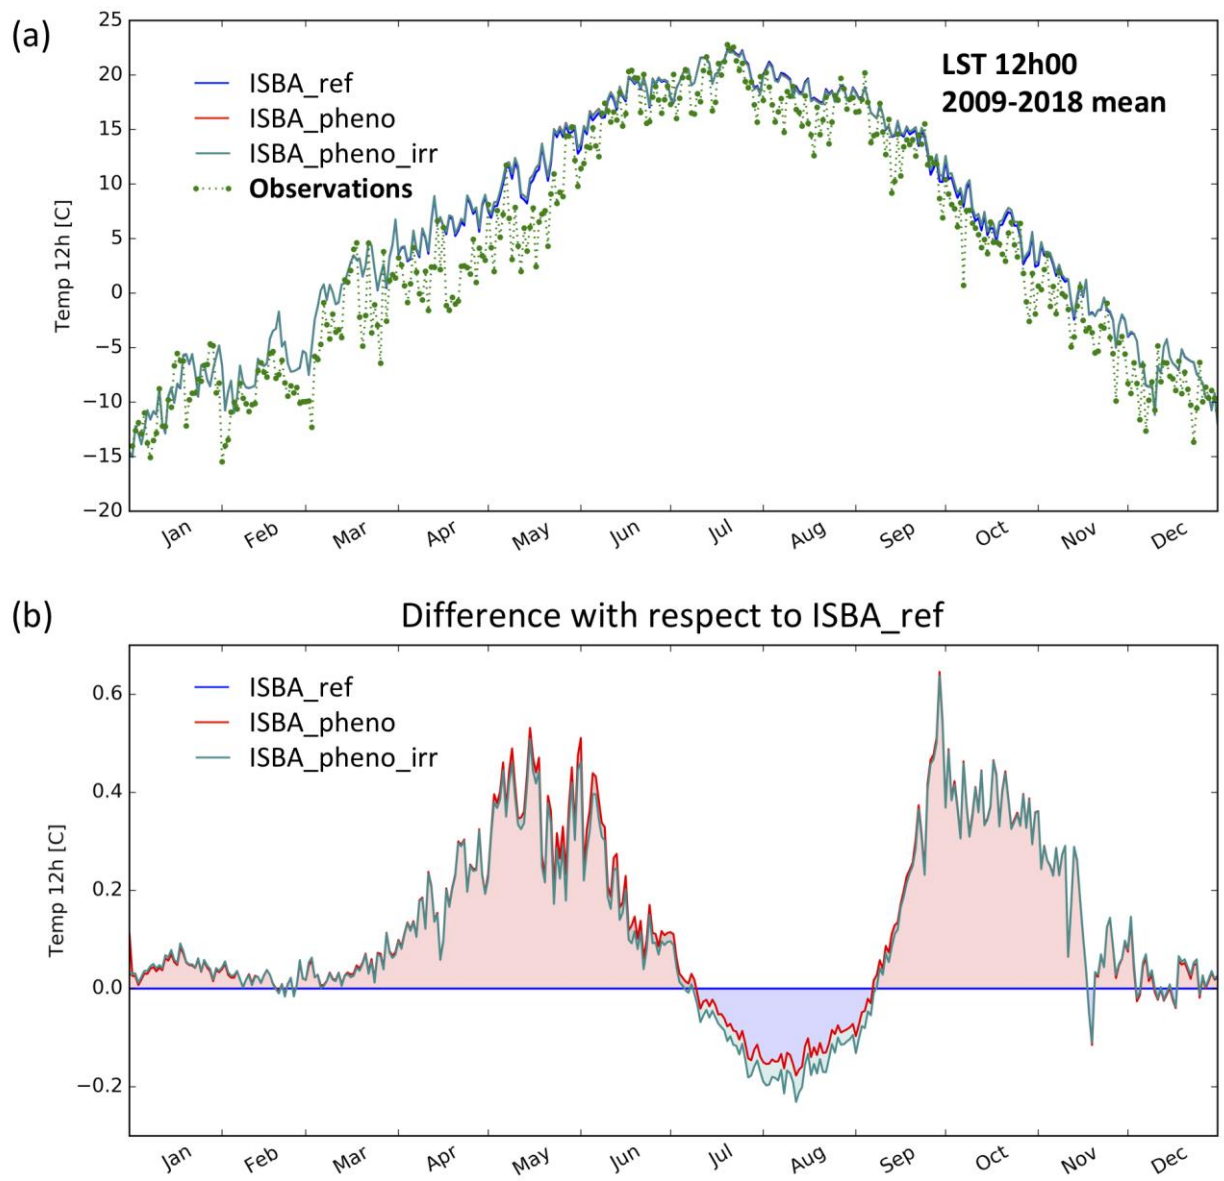 (a)
25
20
15
10
5
0
−5
−10
−15
−20
Temp 12h [C]
ISBA_ref
ISBA_pheno
ISBA_pheno_irr
Observations
LST 12h00
2009-2018 mean
Jan Feb Mar Apr May Jun Jul Aug Sep Oct Nov Dec
(b)
Difference with respect to ISBA_ref
0.6
0.4
0.2
0.0
−0.2
Temp 12h [C]
ISBA_ref
ISBA_pheno
ISBA_pheno_irr
Jan Feb Mar Apr May Jun Jul Aug Sep Oct Nov Dec